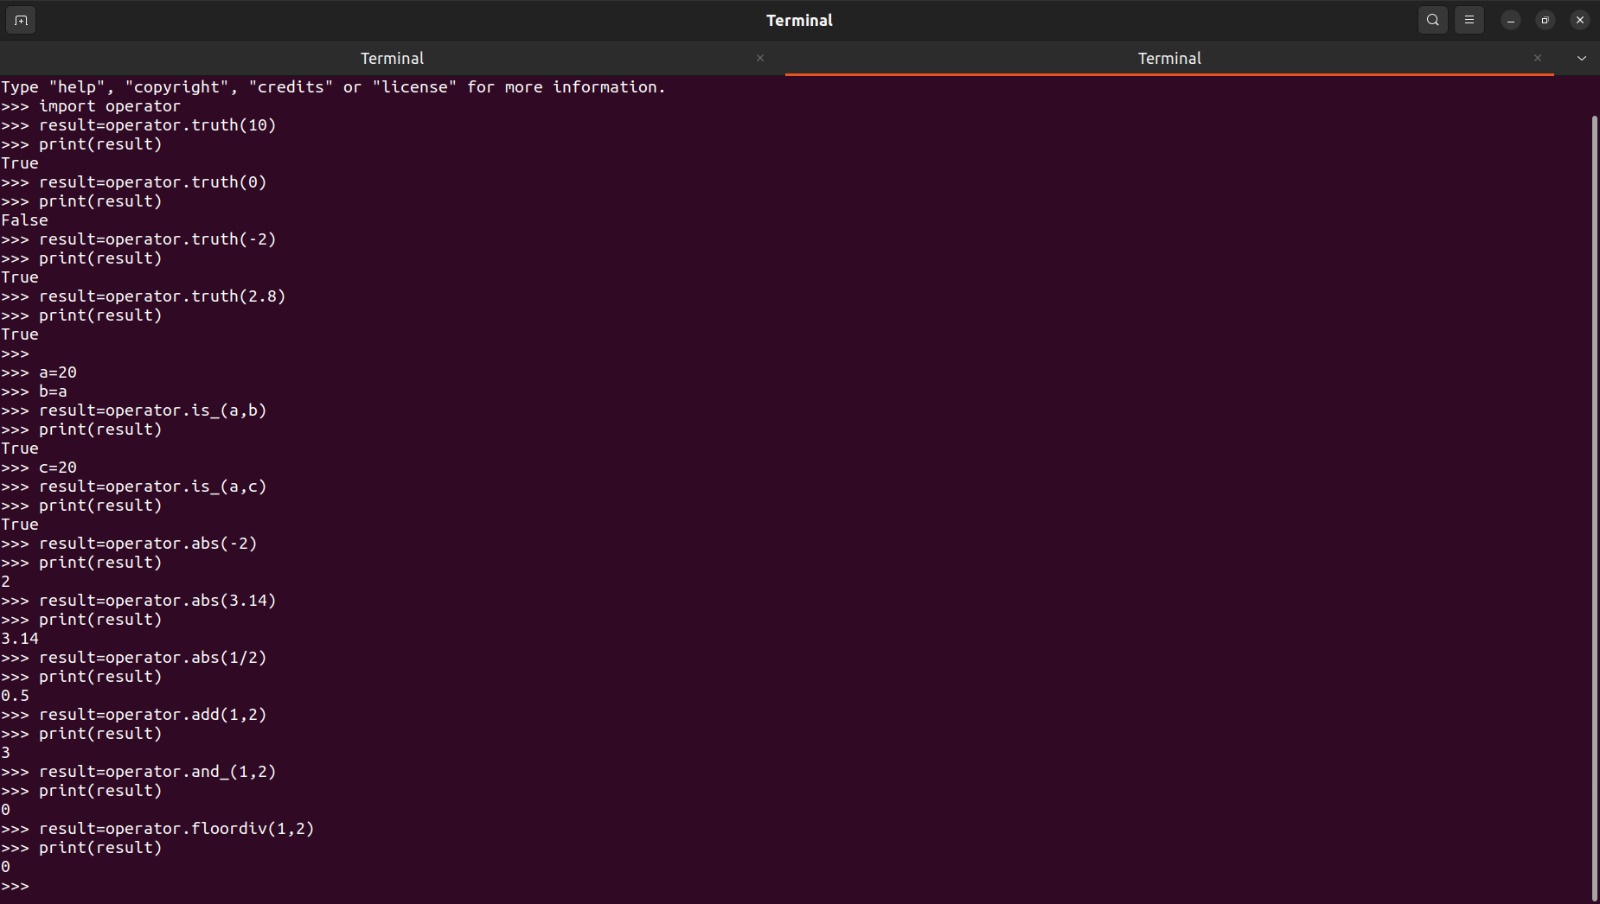 Terminal
Terminal
Terminal
Type "help", "copyright", "credits" or "license" for more information.
>>> import operator
>>> result=operator.truth(10)
>>> print(result)
True
>>> result=operator.truth(0)
>>> print(result)
False
>>> result=operator.truth(-2)
>>> print(result)
True
>>> result=operator.truth(2.8)
>>> print(result)
True
>>>
>>> a=20
>>> b=a
>>> result=operator.is_(a,b)
>>> print(result)
True
>>> c=20
>>> result=operator.is_(a,c)
>>> print(result)
True
>>> result=operator.abs(-2)
>>> print(result)
2
>>> result=operator.abs(3.14)
>>> print(result)
3.14
>>> result=operator.abs(1/2)
>>> print(result)
0.5
>>> result=operator.add(1,2)
>>> print(result)
3
>>> result=operator.and_(1,2)
>>> print(result)
0
>>> result=operator.floordiv(1,2)
>>> print(result)
0
>>>